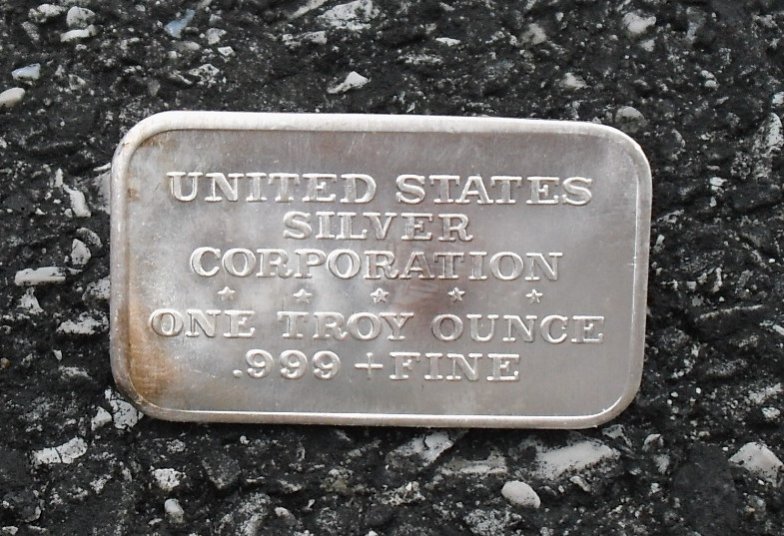 UNITED STATES
SILVER
CORPORATION
ONE TROY OUNCE
.999 + FINE